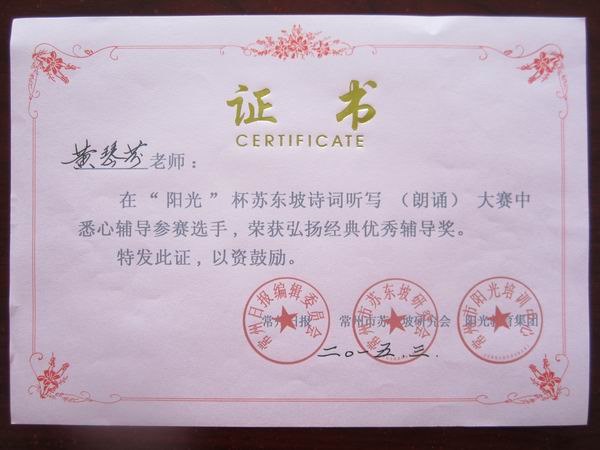 证 书
CERTIFICATE
黄琴芬老师：
在“阳光”杯苏东坡诗词听写（朗诵）大赛中
悉心辅导参赛选手，荣获弘扬经典优秀辅导奖。
特发此证，以资鼓励。
常州日报编辑委员会
常州市苏东坡研究会
常州市阳光培训中心
常州日报 常州市苏东坡研究会 阳光教育集团
二〇一五.三.